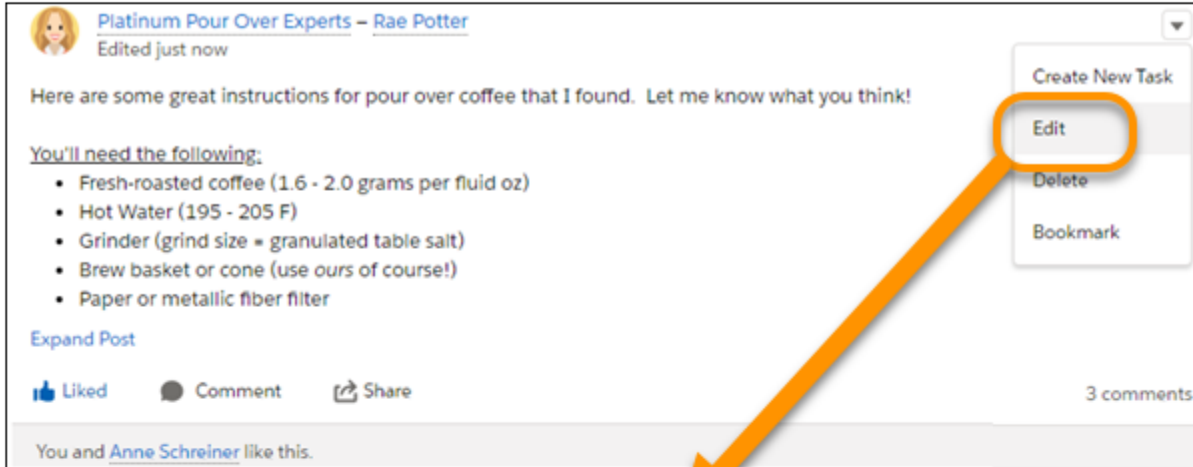 Platinum Pour Over Experts – Rae Potter
Edited just now
Create New Task
Edit
Delete
Bookmark
Here are some great instructions for pour over coffee that I found.  Let me know what you think!
You'll need the following:
• Fresh-roasted coffee (1.6 - 2.0 grams per fluid oz)
• Hot Water (195 - 205 F)
• Grinder (grind size = granulated table salt)
• Brew basket or cone (use ours of course!)
• Paper or metallic fiber filter
Expand Post
Liked Comment Share 3 comments
You and Anne Schreiner like this.